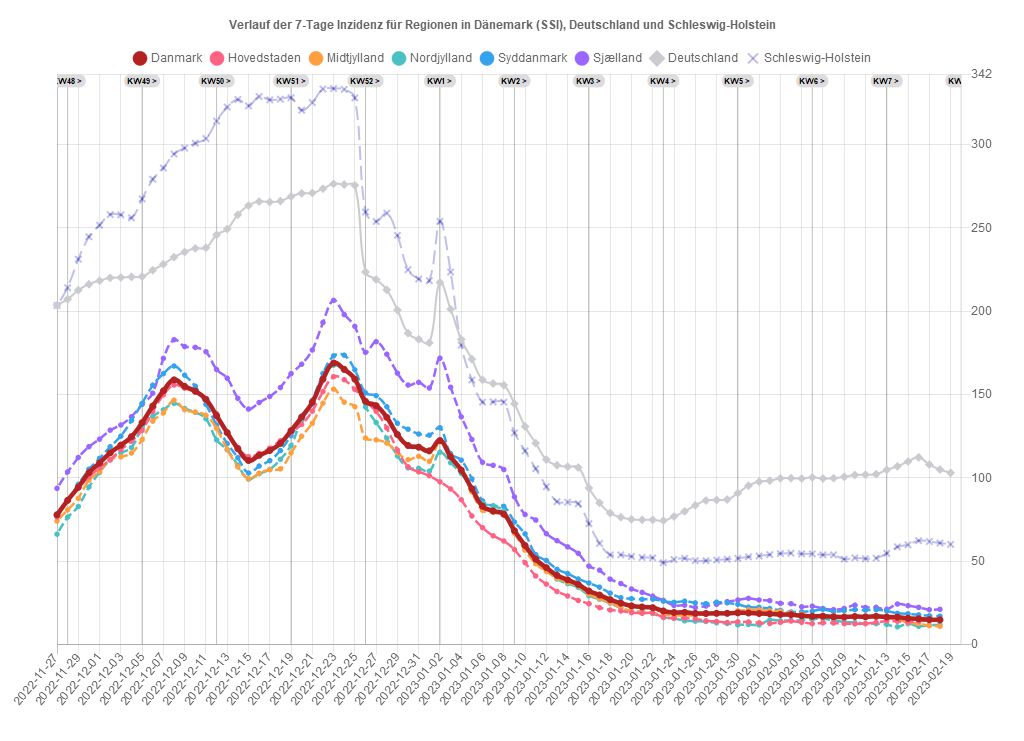 Verlauf der 7-Tage Inzidenz für Regionen in Dänemark (SSI), Deutschland und Schleswig-Holstein
Danmark Hovedstaden Midtjylland Nordjylland Syddanmark Sjælland Deutschland Schleswig-Holstein
W48 > KW49 > KW50 > KW51 > KW52 > KW1 > KW2 > KW3 > KW4 > KW5 > KW6 > KW7 > KW
342
300
250
200
150
100
50
0
2022-11-27 2022-11-29 2022-12-01 2022-12-03 2022-12-05 2022-12-07 2022-12-09 2022-12-11 2022-12-13 2022-12-15 2022-12-17 2022-12-19 2022-12-21 2022-12-23 2022-12-25 2022-12-27 2022-12-29 2022-12-31 2023-01-02 2023-01-04 2023-01-06 2023-01-08 2023-01-10 2023-01-12 2023-01-14 2023-01-16 2023-01-18 2023-01-20 2023-01-22 2023-01-24 2023-01-26 2023-01-28 2023-01-30 2023-02-01 2023-02-03 2023-02-05 2023-02-07 2023-02-09 2023-02-11 2023-02-13 2023-02-15 2023-02-17 2023-02-19